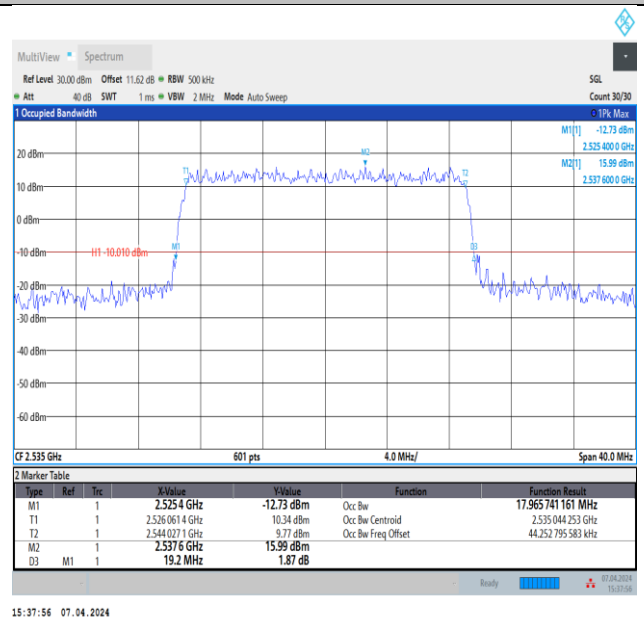 MultiView Spectrum
Ref Level 30.00 dBm Offset 11.62 dB RBW 500 kHz SGL
Att 40 dB SWT 1 ms VBW 2 MHz Mode Auto Sweep Count 30/30
1 Occupied Bandwidth 1Pk Max
M1[1] -12.73 dBm
2.525 400 0 GHz
M2[1] 15.99 dBm
2.537 600 0 GHz
M2
20 dBm
T1 T2
10 dBm
0 dBm
M1 D3
-10 dBm H1 -10.010 dBm
-20 dBm
-30 dBm
-40 dBm
-50 dBm
-60 dBm
CF 2.535 GHz 601 pts 4.0 MHz/ Span 40.0 MHz
2 Marker Table
Type Ref Trc X-Value Y-Value Function Function Result
M1 1 2.525 4 GHz -12.73 dBm Occ Bw 17.965 741 161 MHz
T1 1 2.526 061 4 GHz 10.34 dBm Occ Bw Centroid 2.535 044 253 GHz
T2 1 2.544 027 1 GHz 9.77 dBm Occ Bw Freq Offset 44.252 795 583 kHz
M2 1 2.537 6 GHz 15.99 dBm
D3 M1 1 19.2 MHz 1.87 dB
Ready 07.04.2024
15:37:56
15:37:56 07.04.2024